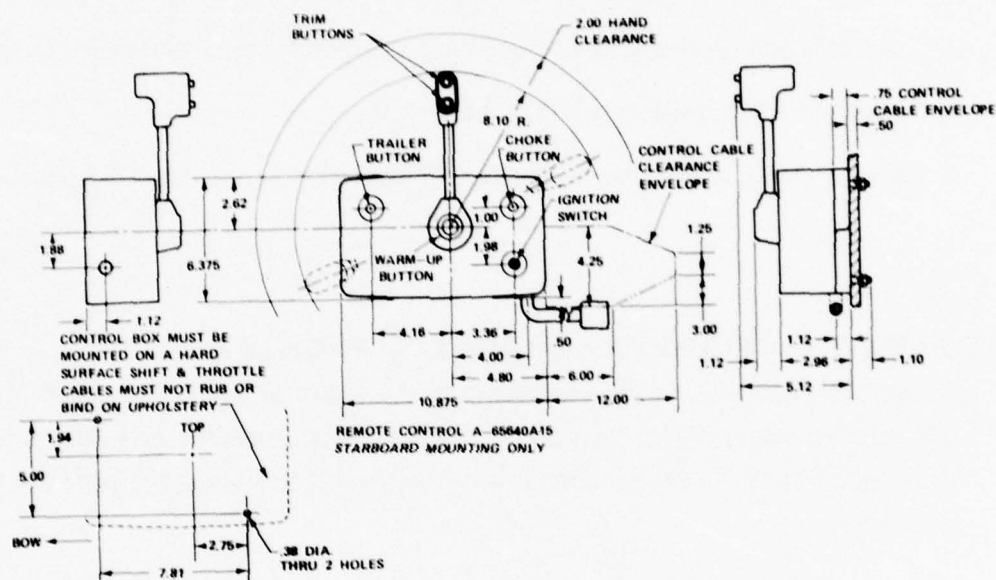 TRIM
BUTTONS
2.00 HAND
CLEARANCE
.75 CONTROL
CABLE ENVELOPE
.50
8.10 R.
TRAILER
BUTTON
CHOKE
BUTTON
CONTROL CABLE
CLEARANCE
ENVELOPE
IGNITION
SWITCH
2.62
1.00
1.88
6.375
1.98
WARM-UP
BUTTON
4.25
1.25
1.12
4.16
3.36
.50
3.00
4.00
1.12
1.12
2.96
1.10
4.80
6.00
5.12
10.875
12.00
CONTROL BOX MUST BE
MOUNTED ON A HARD
SURFACE SHIFT & THROTTLE
CABLES MUST NOT RUB OR
BIND ON UPHOLSTERY
REMOTE CONTROL A-65640A15
STARBOARD MOUNTING ONLY
TOP
1.94
5.00
BOW
2.75
.38 DIA.
THRU 2 HOLES
7.81